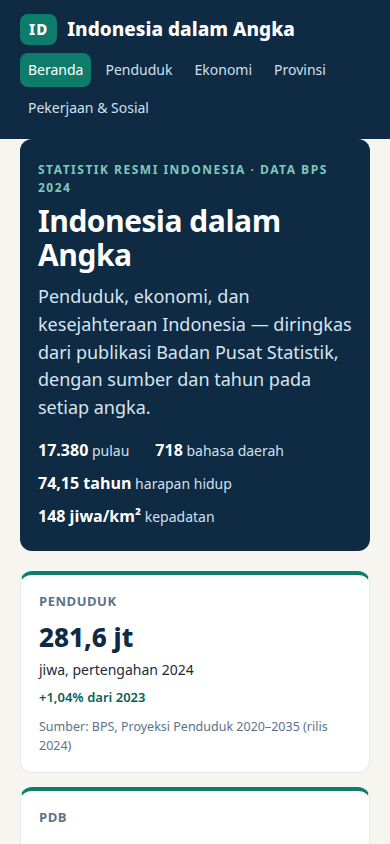 ID Indonesia dalam Angka
Beranda Penduduk Ekonomi Provinsi
Pekerjaan & Sosial
STATISTIK RESMI INDONESIA · DATA BPS
2024
Indonesia dalam
Angka
Penduduk, ekonomi, dan
kesejahteraan Indonesia — diringkas
dari publikasi Badan Pusat Statistik,
dengan sumber dan tahun pada
setiap angka.
17.380 pulau 718 bahasa daerah
74,15 tahun harapan hidup
148 jiwa/km² kepadatan
PENDUDUK
281,6 jt
jiwa, pertengahan 2024
+1,04% dari 2023
Sumber: BPS, Proyeksi Penduduk 2020–2035 (rilis
2024)
PDB